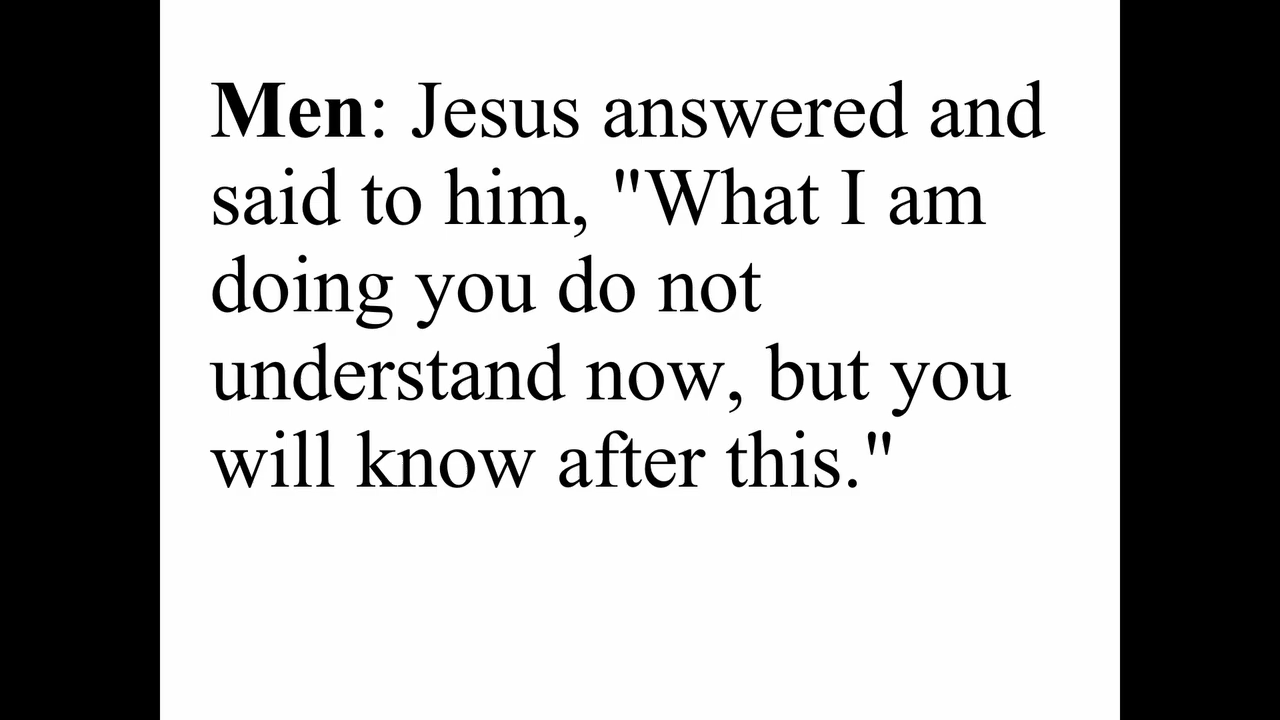 Men: Jesus answered and
said to him, "What I am
doing you do not
understand now, but you
will know after this."